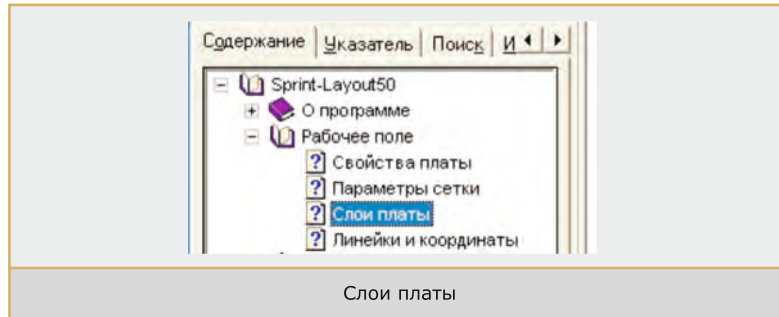 Содержание Указатель Поиск И
Sprint-Layout50
О программе
Рабочее поле
Свойства платы
Параметры сетки
Слои платы
Линейки и координаты
Слои платы